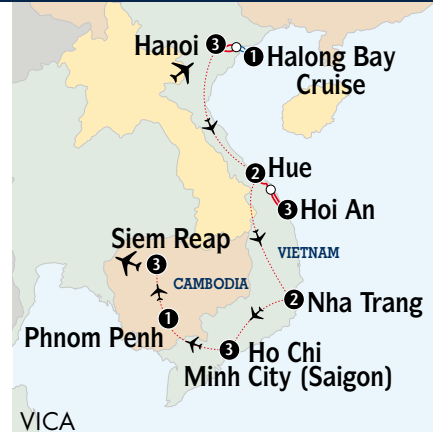 Hanoi
3
1
Halong Bay
Cruise
2
Hue
3
Hoi An
Siem Reap
3
VIETNAM
CAMBODIA
2
Nha Trang
Phnom Penh
1
3
Ho Chi
Minh City (Saigon)
VICA